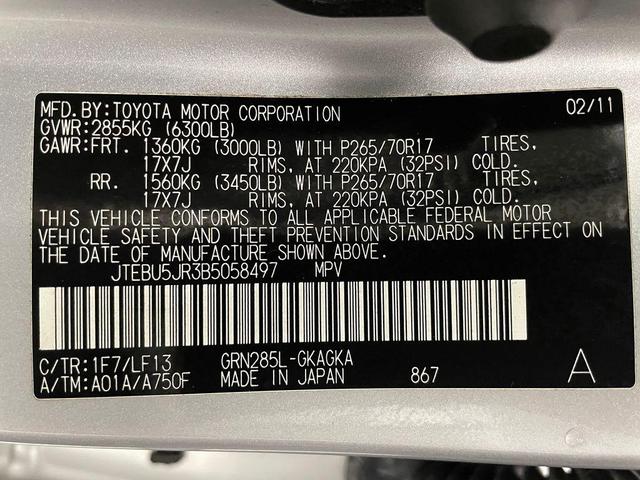 MFD.BY:TOYOTA MOTOR CORPORATION 02/11
GVWR:2855KG (6300LB)
GAWR:FRT. 1360KG (3000LB) WITH P265/70R17 TIRES,
17X7J RIMS, AT 220KPA (32PSI) COLD.
RR. 1560KG (3450LB) WITH P265/70R17 TIRES,
17X7J RIMS, AT 220KPA (32PSI) COLD.
THIS VEHICLE CONFORMS TO ALL APPLICABLE FEDERAL MOTOR
VEHICLE SAFETY AND THEFT PREVENTION STANDARDS IN EFFECT ON
THE DATE OF MANUFACTURE SHOWN ABOVE.
JTEBU5JR3B5058497 MPV
C/TR:1F7/LF13 GRN285L-GKAGKA
A/TM:A01A/A750F MADE IN JAPAN 867 A